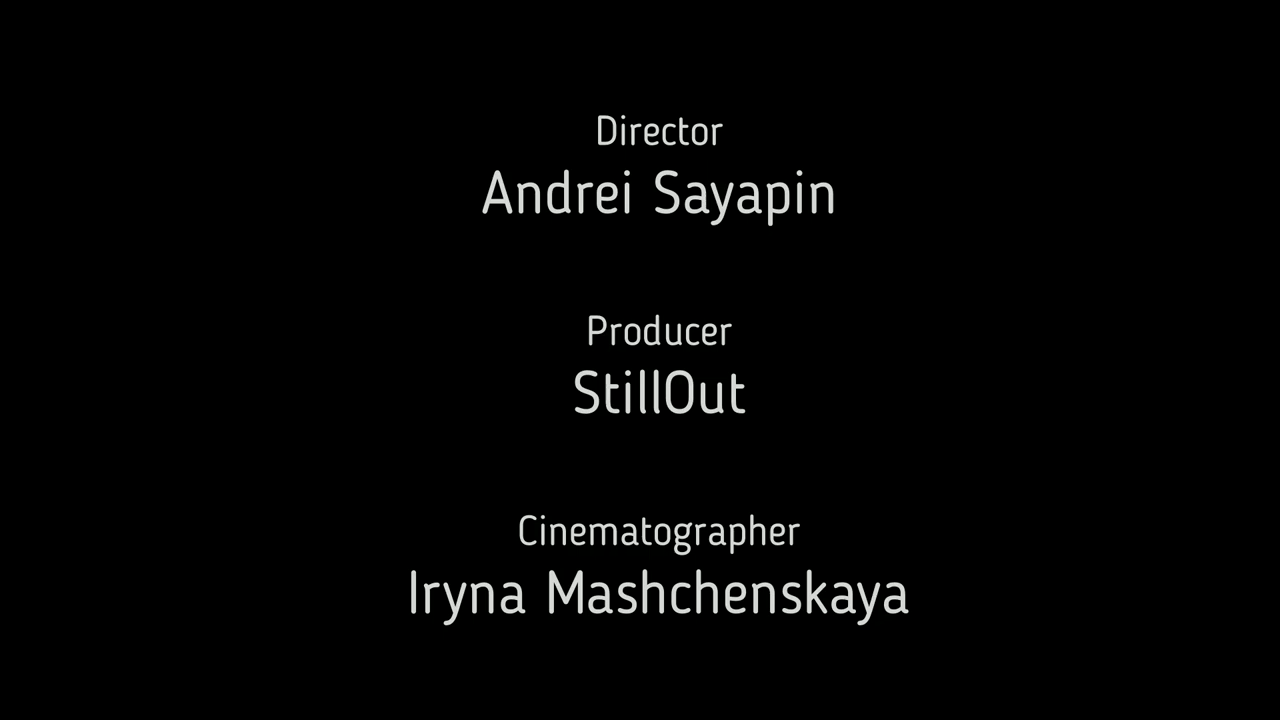 Director
Andrei Sayapin
Producer
StillOut
Cinematographer
Iryna Mashchenskaya